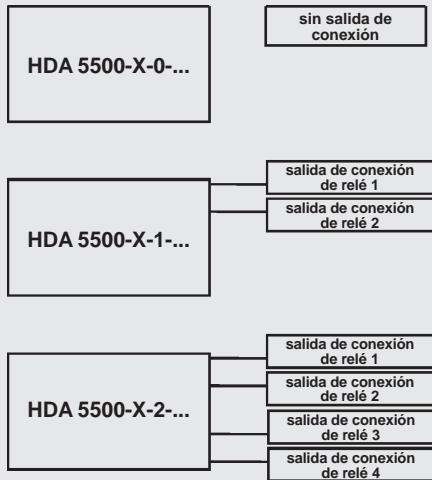 HDA 5500-X-0-...
sin salida de
conexión
HDA 5500-X-1-...
salida de conexión
de relé 1
salida de conexión
de relé 2
HDA 5500-X-2-...
salida de conexión
de relé 1
salida de conexión
de relé 2
salida de conexión
de relé 3
salida de conexión
de relé 4